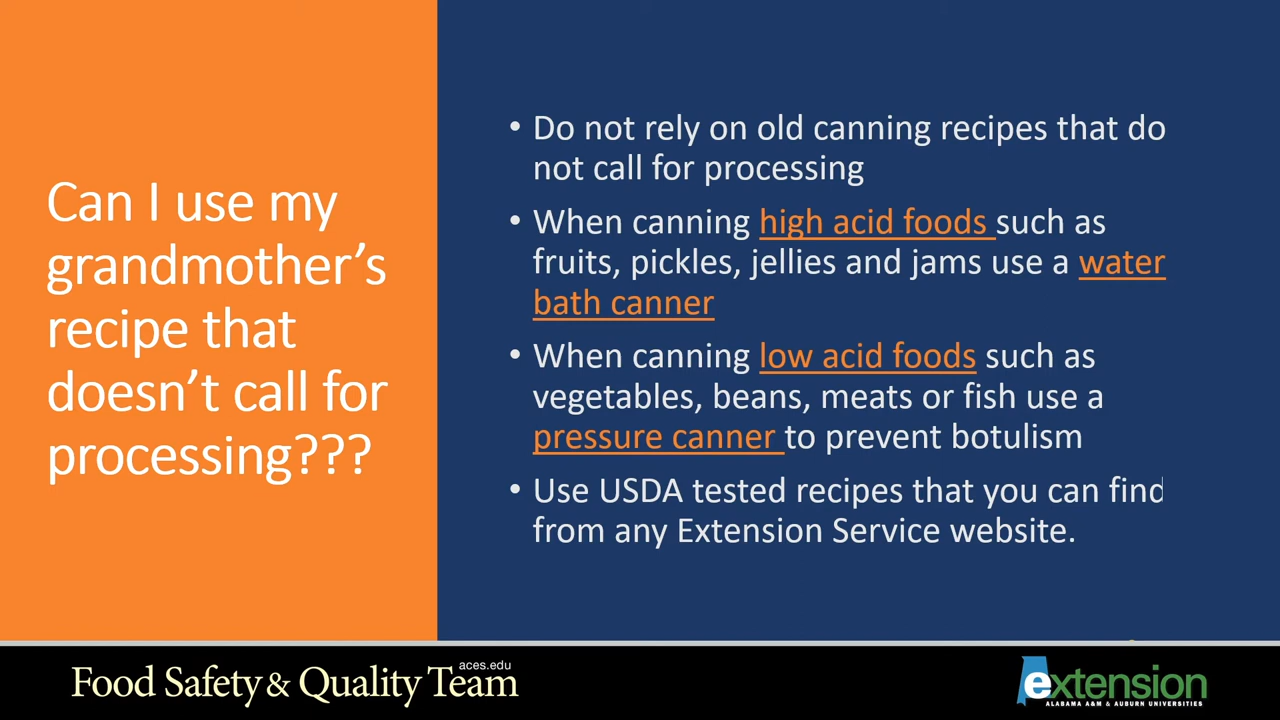 Can I use my
grandmother’s
recipe that
doesn’t call for
processing???
• Do not rely on old canning recipes that do
not call for processing
• When canning high acid foods such as
fruits, pickles, jellies and jams use a water
bath canner
• When canning low acid foods such as
vegetables, beans, meats or fish use a
pressure canner to prevent botulism
• Use USDA tested recipes that you can find
from any Extension Service website.
aces.edu
Food Safety & Quality Team
extension
ALABAMA A&M & AUBURN UNIVERSITIES